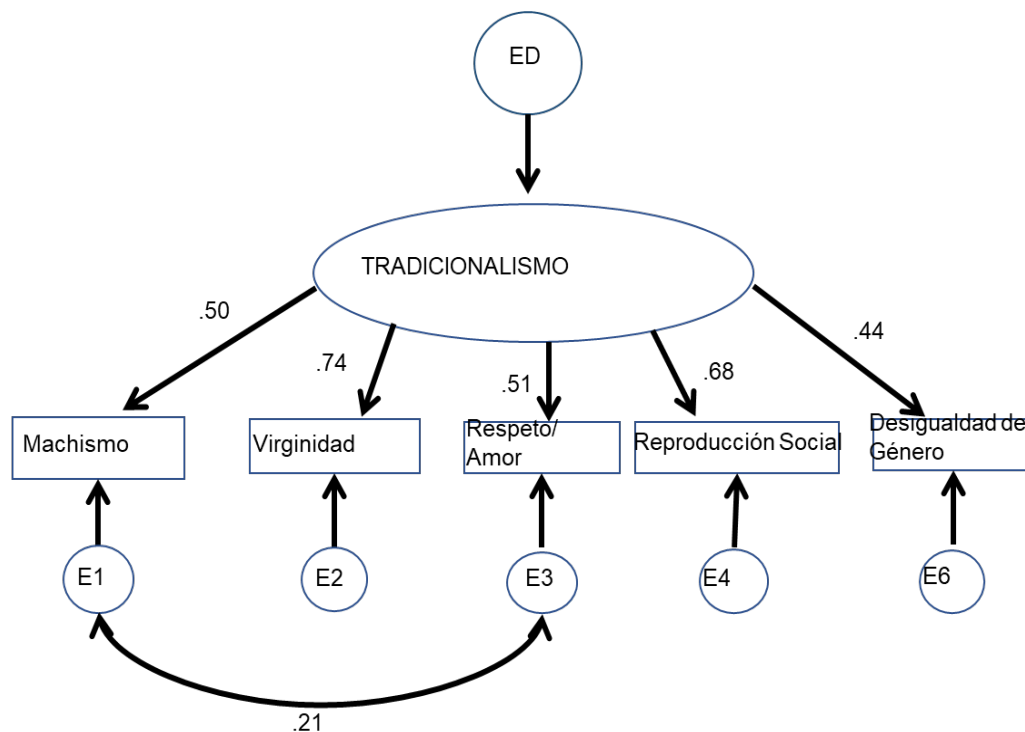 ED
TRADICIONALISMO
.50
.74
.51
.68
.44
Machismo
Virginidad
Respeto/
Amor
Reproducción Social
Desigualdad de
Género
E1
E2
E3
E4
E6
.21